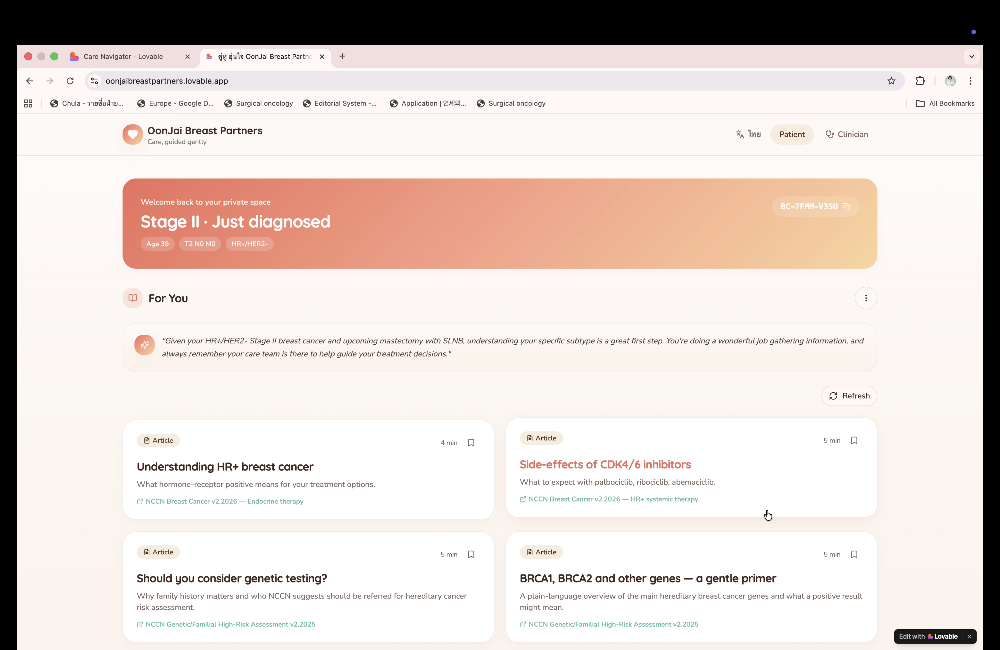 Care Navigator - Lovable
คู่หู อุ่นใจ OonJai Breast Partne
oonjaibreastpartners.lovable.app
Chula - รายชื่อฝ่าย...
Europe - Google D...
Surgical oncology
Editorial System -...
Application | 연세의...
Surgical oncology
All Bookmarks
OonJai Breast Partners
Care, guided gently
ไทย
Patient
Clinician
Welcome back to your private space
BC-7FMM-V3SU
Stage II · Just diagnosed
Age 39
T2 N0 M0
HR+/HER2-
For You
"Given your HR+/HER2- Stage II breast cancer and upcoming mastectomy with SLNB, understanding your specific subtype is a great first step. You're doing a wonderful job gathering information, and
always remember your care team is there to help guide your treatment decisions."
Refresh
Article
4 min
Understanding HR+ breast cancer
What hormone-receptor positive means for your treatment options.
NCCN Breast Cancer v2.2026 — Endocrine therapy
Article
5 min
Side-effects of CDK4/6 inhibitors
What to expect with palbociclib, ribociclib, abemaciclib.
NCCN Breast Cancer v2.2026 — HR+ systemic therapy
Article
5 min
Should you consider genetic testing?
Why family history matters and who NCCN suggests should be referred for hereditary cancer
risk assessment.
NCCN Genetic/Familial High-Risk Assessment v2.2025
Article
5 min
BRCA1, BRCA2 and other genes — a gentle primer
A plain-language overview of the main hereditary breast cancer genes and what a positive result
might mean.
NCCN Genetic/Familial High-Risk Assessment v2.2025
Edit with Lovable